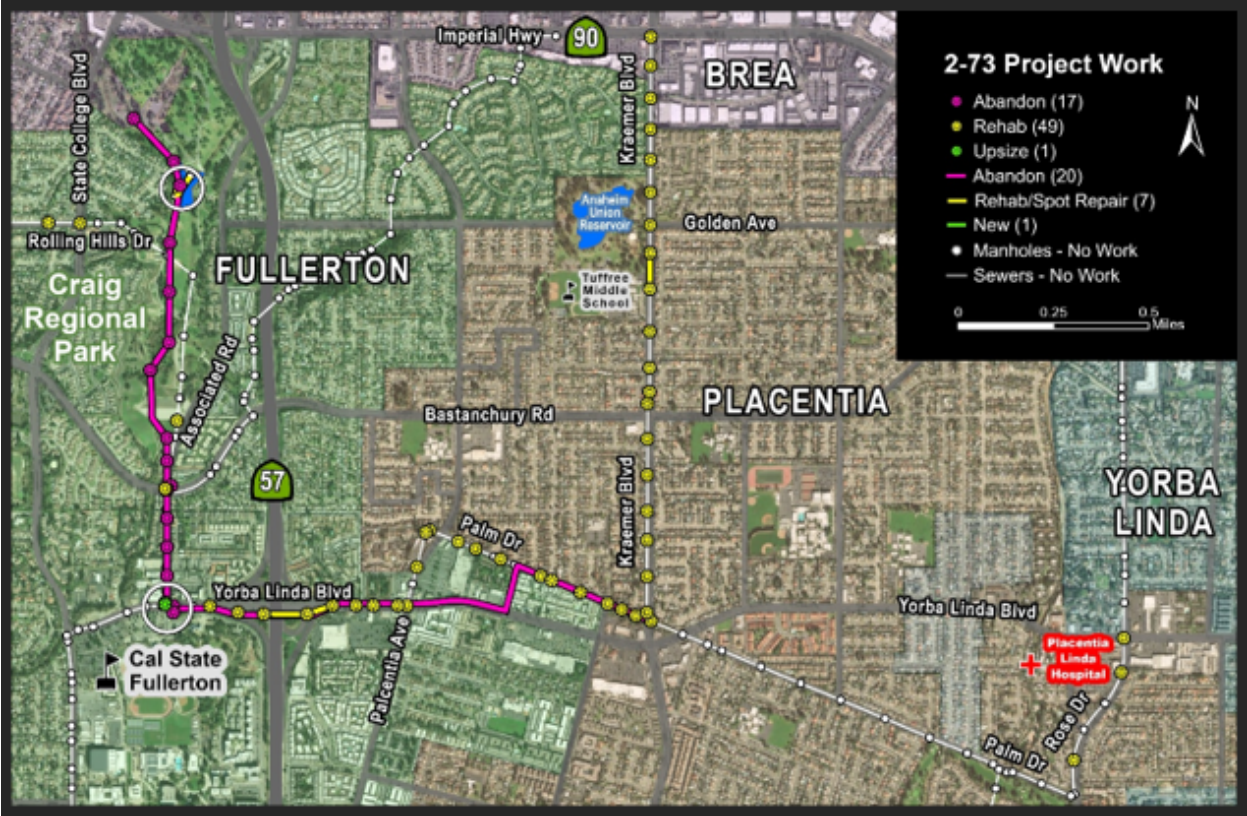 Imperial Hwy
90
BREA
State College Blvd
Kraemer Blvd
2-73 Project Work
Abandon (17)
Rehab (49)
Upsize (1)
Abandon (20)
Rehab/Spot Repair (7)
New (1)
Manholes - No Work
Sewers - No Work
N
0 0.25 0.5
Miles
Anaheim
Union
Reservoir
Golden Ave
Rolling Hills Dr
FULLERTON
Tuffree
Middle
School
Craig
Regional
Park
Associated Rd
Bastanchury Rd
PLACENTIA
57
Kraemer Blvd
YORBA
LINDA
Palm Dr
Yorba Linda Blvd
Yorba Linda Blvd
Cal State
Fullerton
Palcentia Ave
Placentia
Linda
Hospital
Rose Dr
Palm Dr